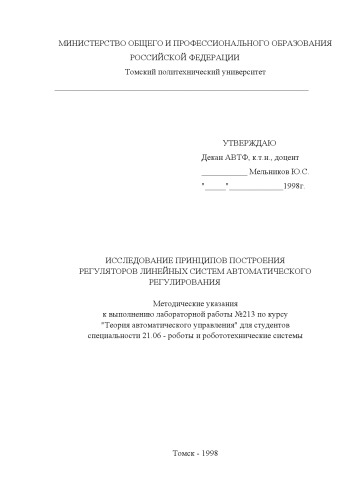 МИНИСТЕРСТВО ОБЩЕГО И ПРОФЕССИОНАЛЬНОГО ОБРАЗОВАНИЯ
РОССИЙСКОЙ ФЕДЕРАЦИИ
Томский политехнический университет
УТВЕРЖДАЮ
Декан АВТФ, к.т.н., доцент
____________ Мельников Ю.С.
"_____"______________1998г.
ИССЛЕДОВАНИЕ ПРИНЦИПОВ ПОСТРОЕНИЯ
РЕГУЛЯТОРОВ ЛИНЕЙНЫХ СИСТЕМ АВТОМАТИЧЕСКОГО
РЕГУЛИРОВАНИЯ
Методические указания
к выполнению лабораторной работы №213 по курсу
"Теория автоматического управления" для студентов
специальности 21.06 - роботы и робототехнические системы
Томск - 1998